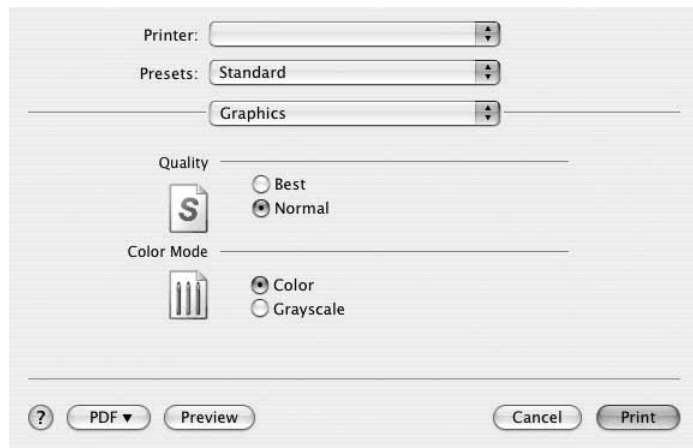 Printer:
Presets: Standard
Graphics
Quality
Best
S
Normal
Color Mode
Color
Grayscale
? PDF ▼ Preview Cancel Print